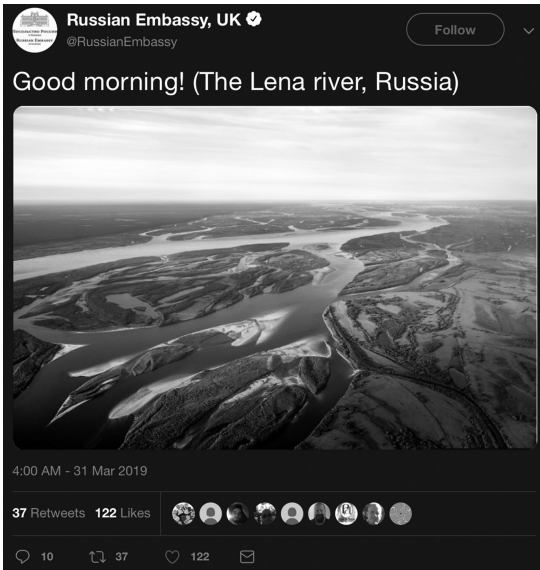 Russian Embassy, UK
@RussianEmbassy
Follow
Good morning! (The Lena river, Russia)
4:00 AM - 31 Mar 2019
37 Retweets 122 Likes
10 37 122